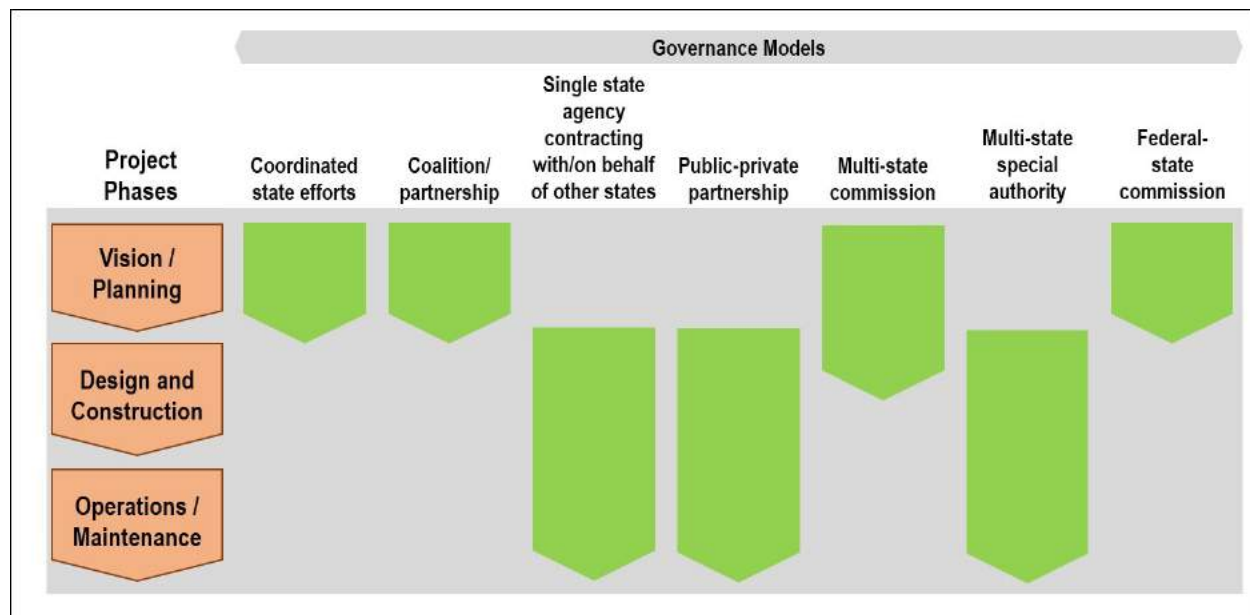 Governance Models
Project
Phases
Coordinated
state efforts
Coalition/
partnership
Single state
agency
contracting
with/on behalf
of other states
Public-private
partnership
Multi-state
commission
Multi-state
special
authority
Federal-
state
commission
Vision /
Planning
Design and
Construction
Operations /
Maintenance